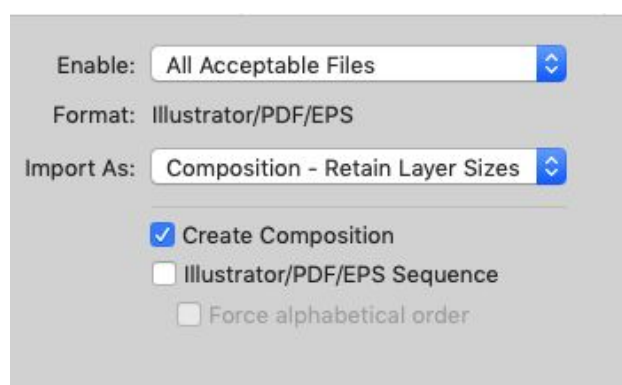 Enable: All Acceptable Files
Format: Illustrator/PDF/EPS
Import As: Composition - Retain Layer Sizes
Create Composition
Illustrator/PDF/EPS Sequence
Force alphabetical order